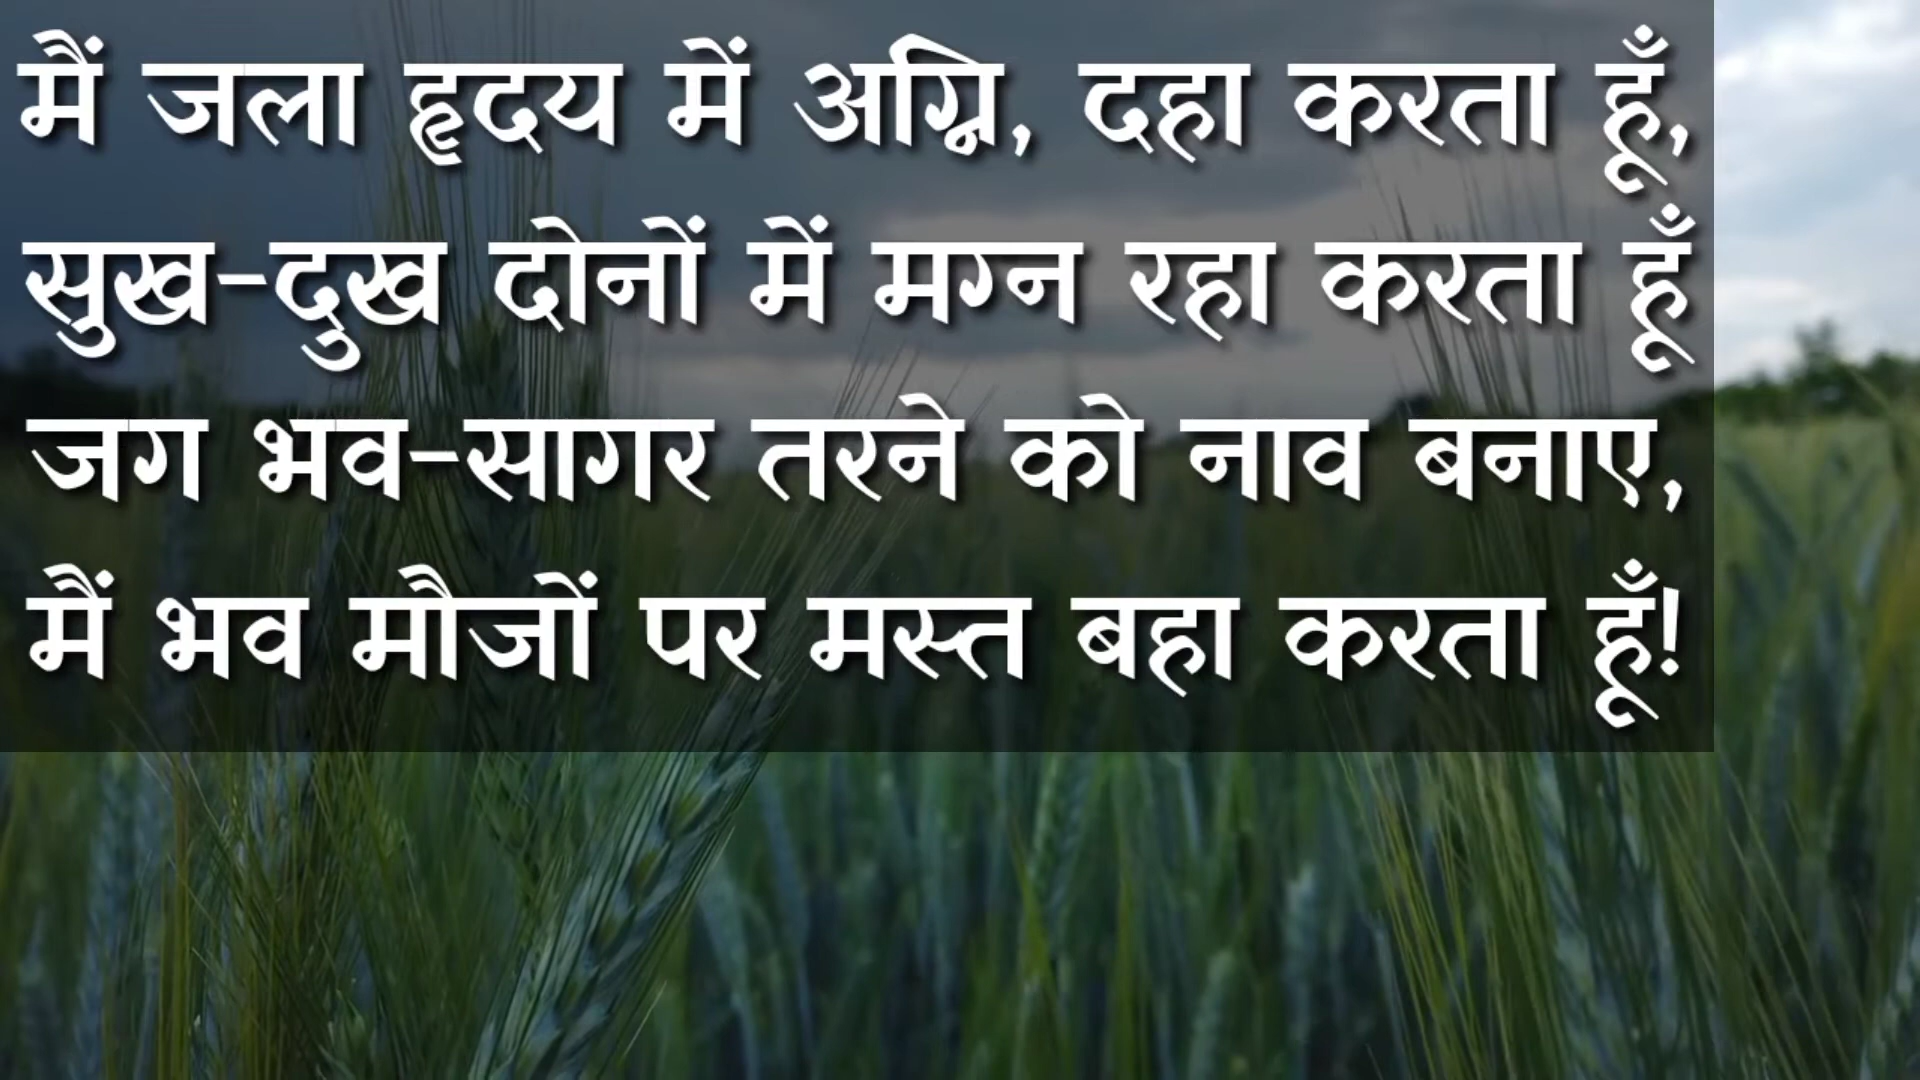 मैं जला हृदय में अग्नि, दहा करता हूँ,
सुख-दुख दोनों में मग्न रहा करता हूँ
जग भव-सागर तरने को नाव बनाए,
मैं भव मौजों पर मस्त बहा करता हूँ!